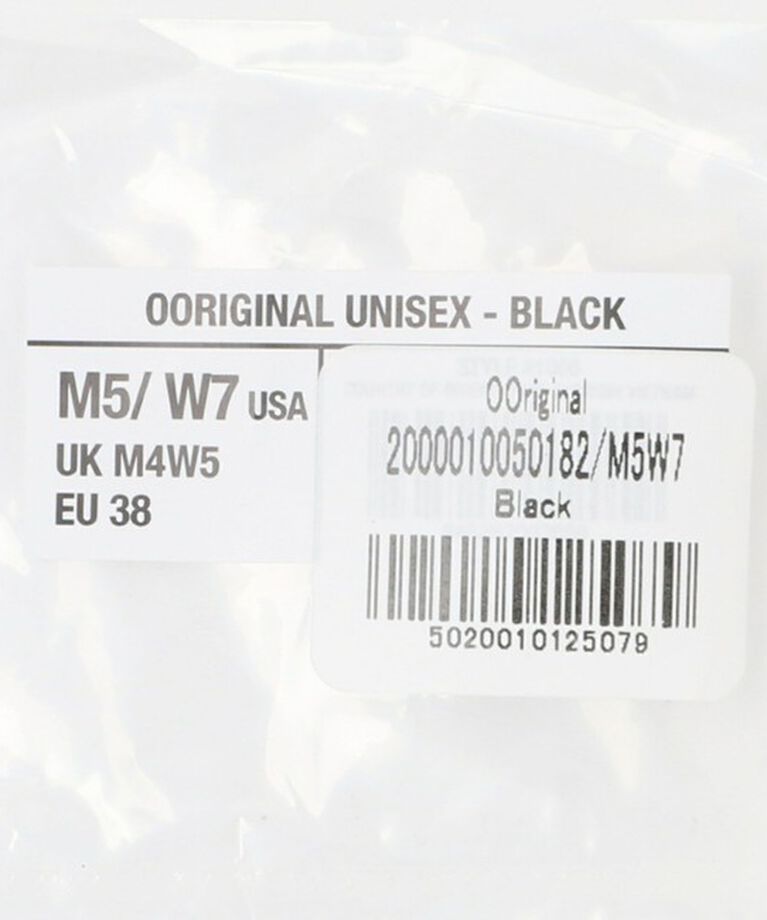 OORIGINAL UNISEX - BLACK
M5/ W7 USA
UK M4W5
EU 38
OOriginal
2000010050182/M5W7
Black
5020010125079